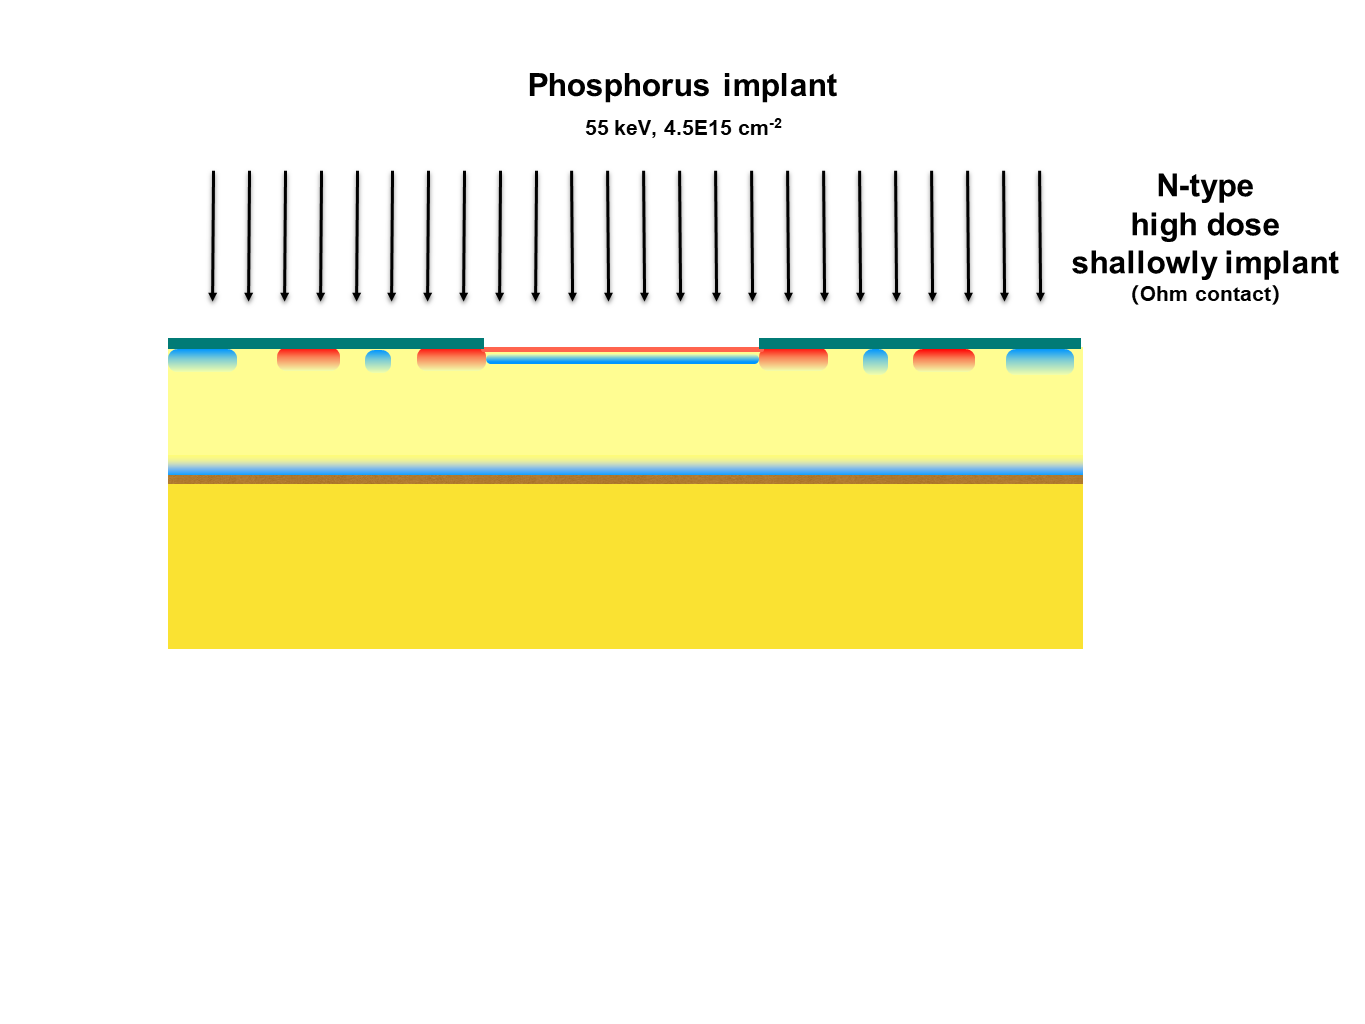 Phosphorus implant
55 keV, 4.5E15 cm⁻²
N-type
high dose
shallowly implant
(Ohm contact)